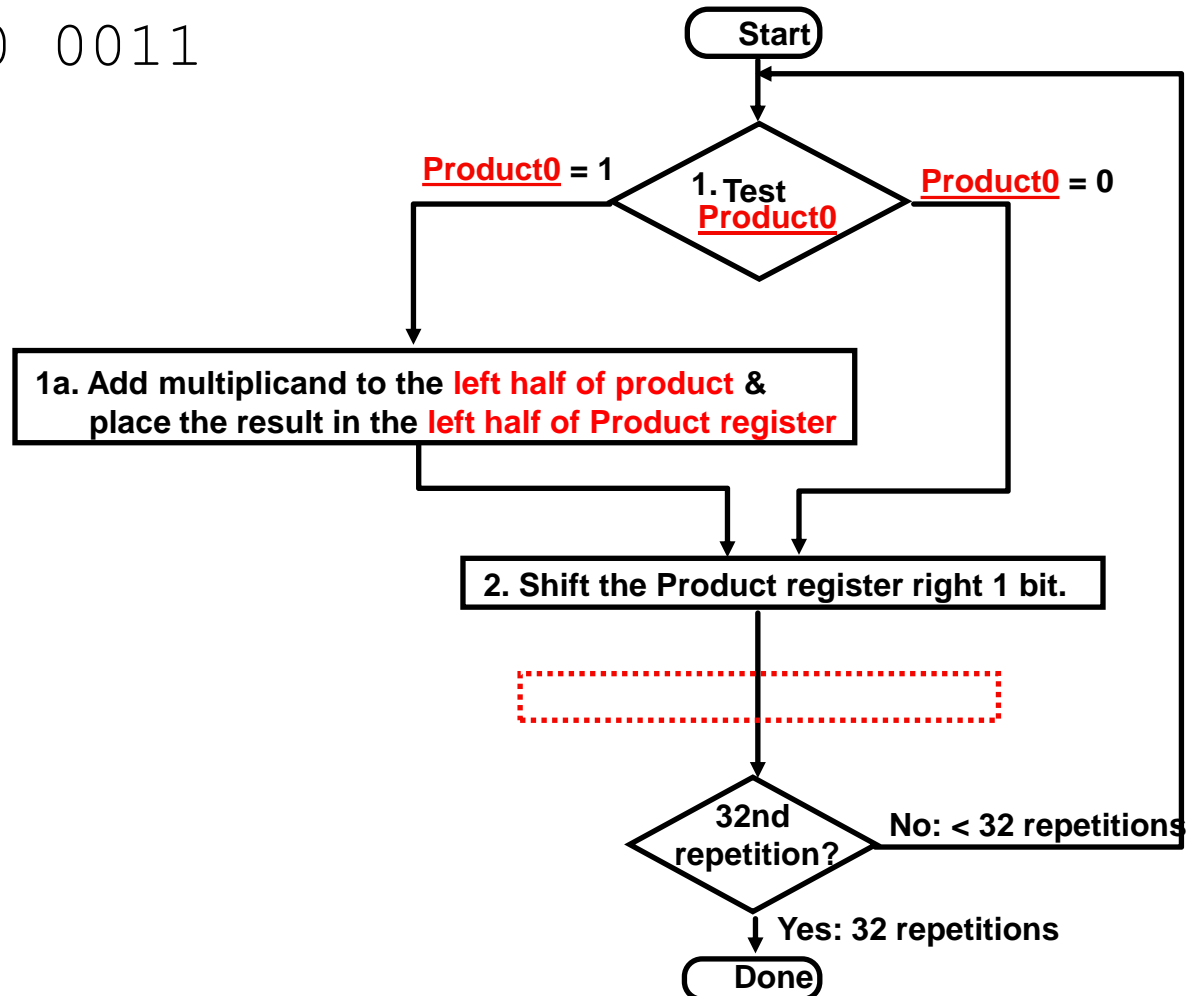 0011
Start
Product0 = 1
1. Test
Product0
Product0 = 0
1a. Add multiplicand to the left half of product &
place the result in the left half of Product register
2. Shift the Product register right 1 bit.
32nd
repetition?
No: < 32 repetitions
Yes: 32 repetitions
Done